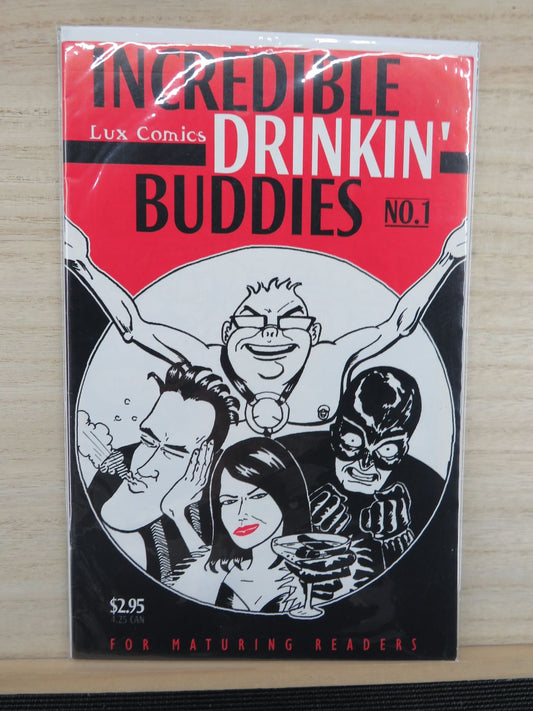 INCREDIBLE
Lux Comics DRINKIN'
BUDDIES NO.1
$2.95
4.25 CAN
FOR MATURING READERS